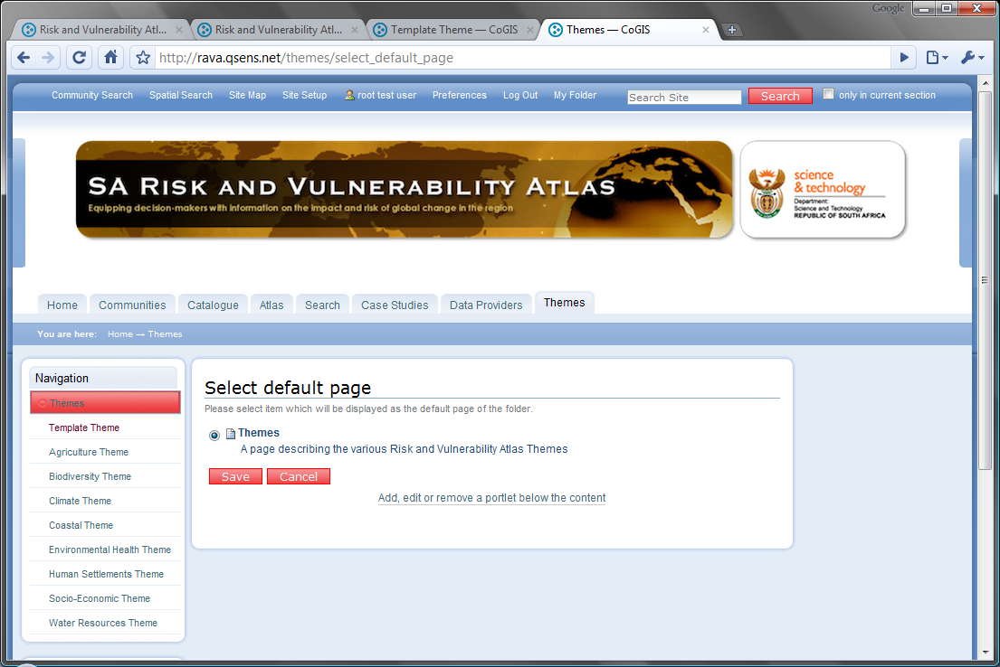 Google
Risk and Vulnerability Atl...
Risk and Vulnerability Atl...
Template Theme — CoGIS
Themes — CoGIS
http://rava.qsens.net/themes/select_default_page
Community Search Spatial Search Site Map Site Setup root test user Preferences Log Out My Folder Search Site Search only in current section
SA Risk and Vulnerability Atlas
Equipping decision-makers with information on the impact and risk of global change in the region
science
& technology
Department:
Science and Technology
REPUBLIC OF SOUTH AFRICA
Home Communities Catalogue Atlas Search Case Studies Data Providers Themes
You are here: Home → Themes
Navigation
Themes
Template Theme
Agriculture Theme
Biodiversity Theme
Climate Theme
Coastal Theme
Environmental Health Theme
Human Settlements Theme
Socio-Economic Theme
Water Resources Theme
Select default page
Please select item which will be displayed as the default page of the folder.
Themes
A page describing the various Risk and Vulnerability Atlas Themes
Save Cancel
Add, edit or remove a portlet below the content